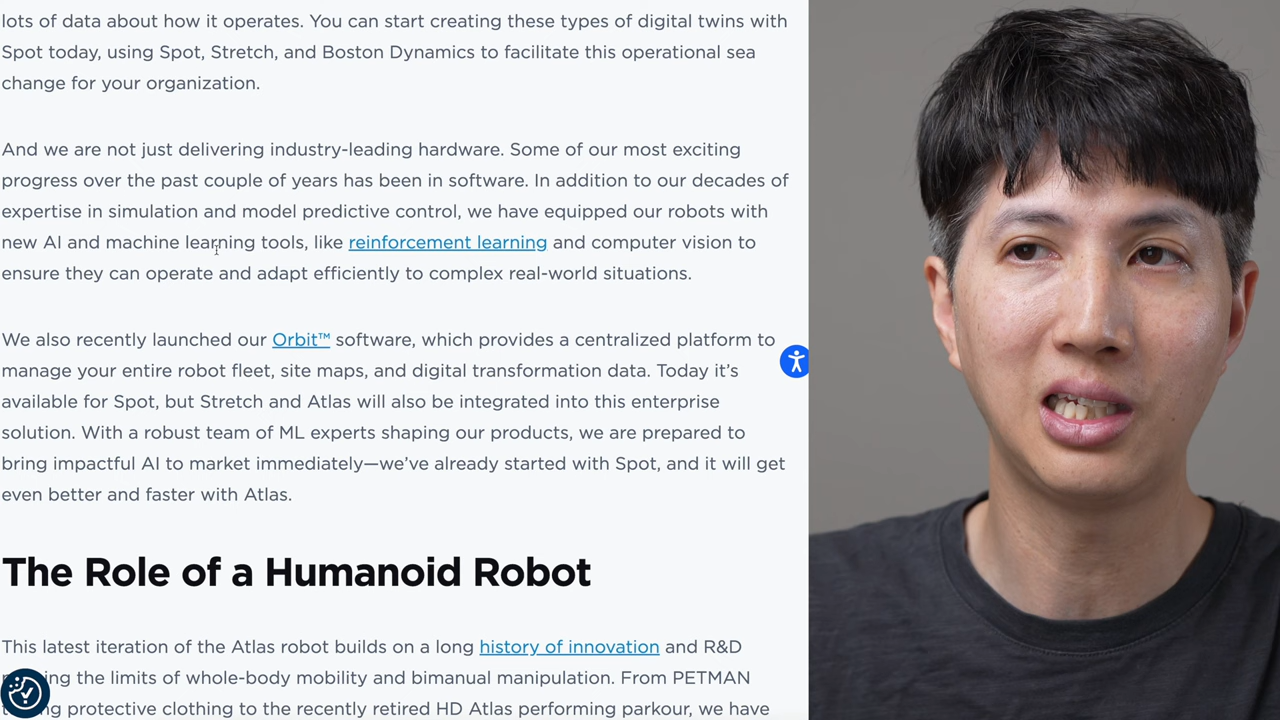 lots of data about how it operates. You can start creating these types of digital twins with
Spot today, using Spot, Stretch, and Boston Dynamics to facilitate this operational sea
change for your organization.
And we are not just delivering industry-leading hardware. Some of our most exciting
progress over the past couple of years has been in software. In addition to our decades of
expertise in simulation and model predictive control, we have equipped our robots with
new AI and machine learning tools, like reinforcement learning and computer vision to
ensure they can operate and adapt efficiently to complex real-world situations.
We also recently launched our Orbit™ software, which provides a centralized platform to
manage your entire robot fleet, site maps, and digital transformation data. Today it’s
available for Spot, but Stretch and Atlas will also be integrated into this enterprise
solution. With a robust team of ML experts shaping our products, we are prepared to
bring impactful AI to market immediately—we’ve already started with Spot, and it will get
even better and faster with Atlas.
The Role of a Humanoid Robot
This latest iteration of the Atlas robot builds on a long history of innovation and R&D
the limits of whole-body mobility and bimanual manipulation. From PETMAN
protective clothing to the recently retired HD Atlas performing parkour, we have